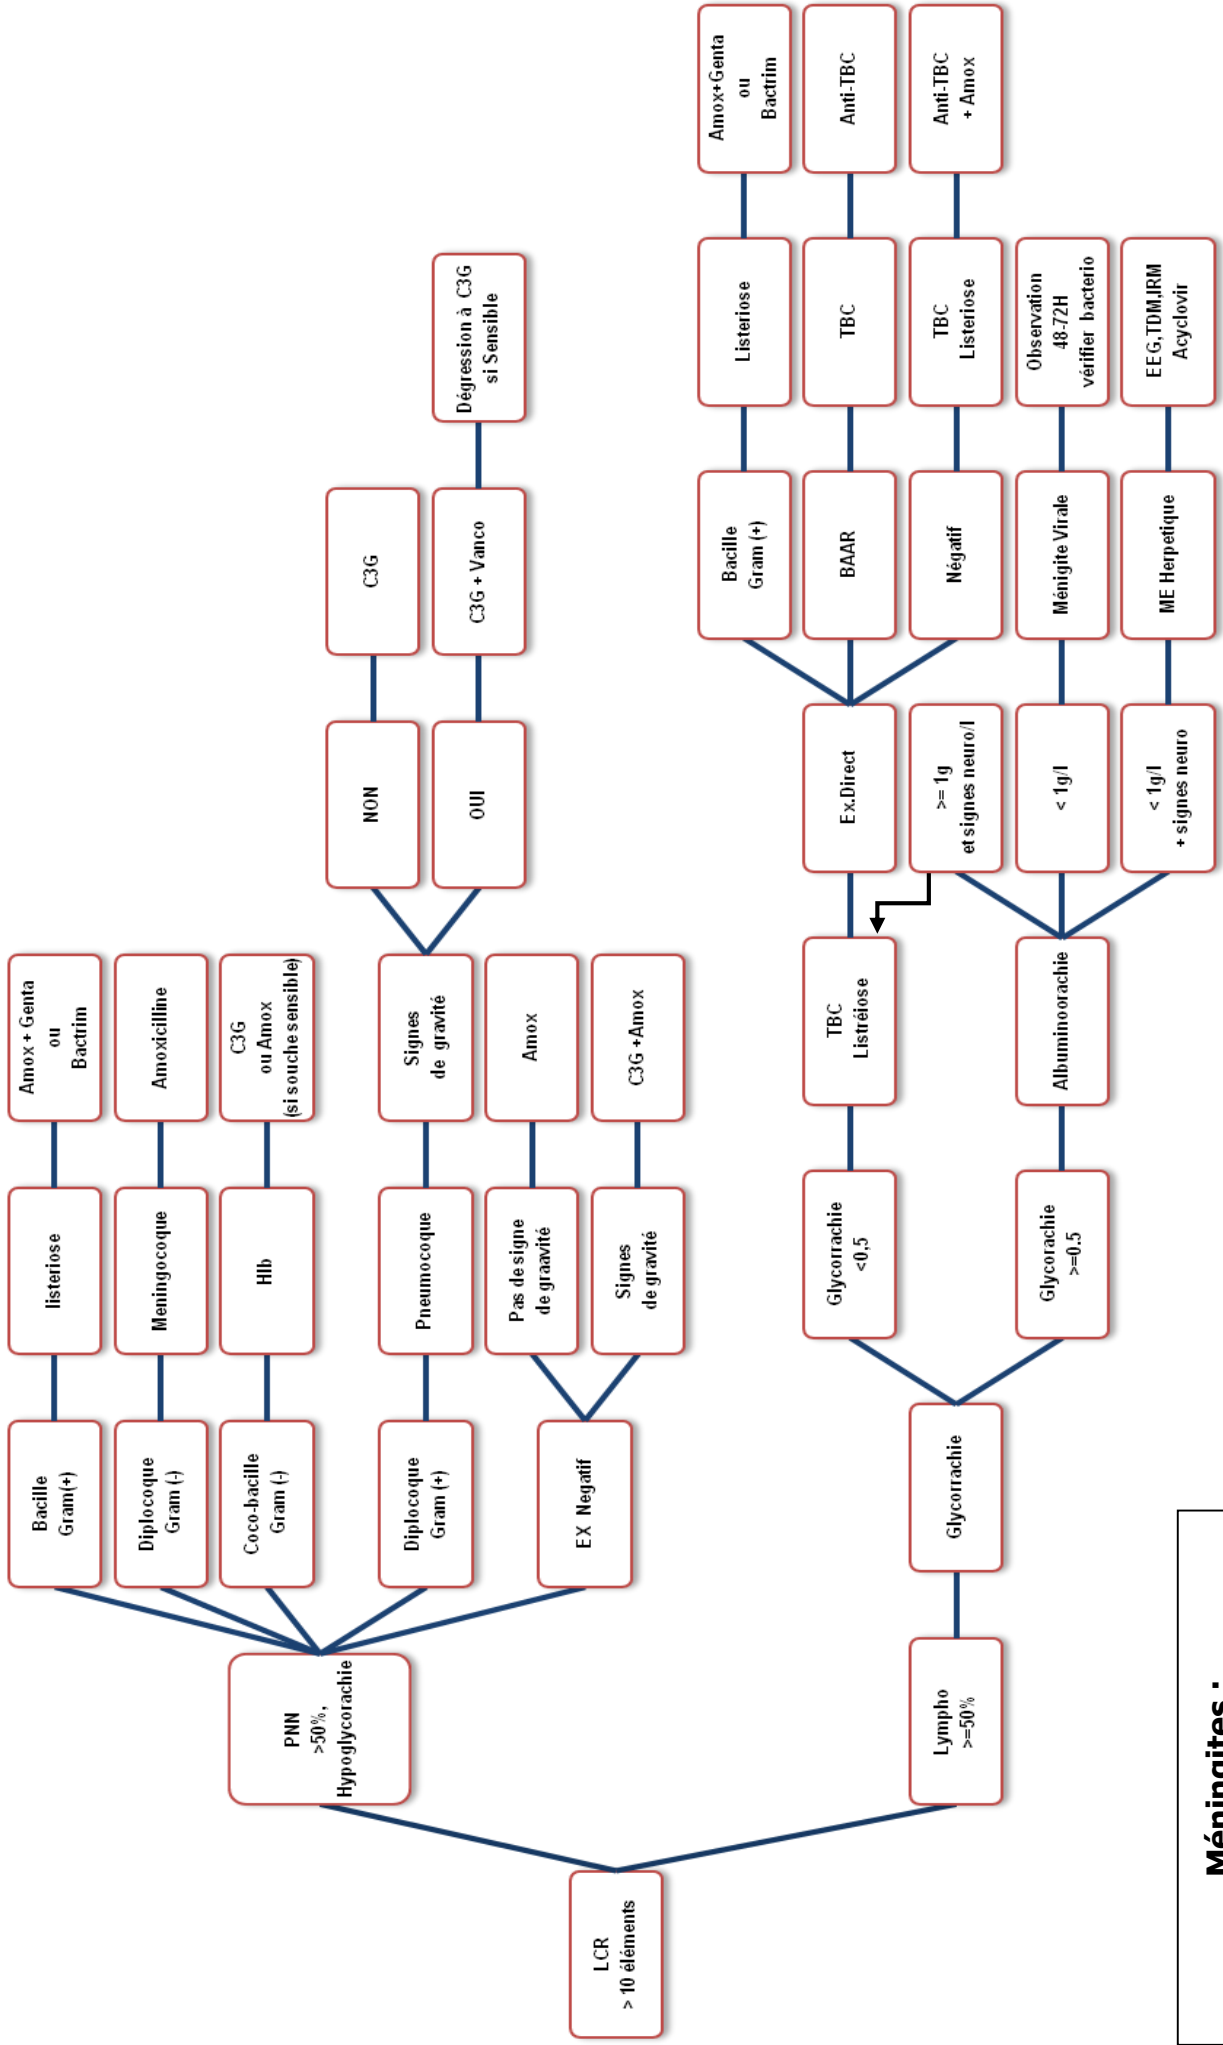 LCR
> 10 éléments
PNN
>50%,
Hypoglycorachie
Bacille
Gram(+)
listeriose
Amox + Genta
ou
Bactrim
Diplocoque
Gram (-)
Meningocoque
Amoxicilline
Coco-bacille
Gram (-)
HIb
C3G
ou Amox
(si souche sensible)
Diplocoque
Gram (+)
Pneumocoque
Signes
de gravité
NON
C3G
OUI
C3G + Vanco
Dégression à C3G
si Sensible
EX Negatif
Pas de signe
de graavité
Amox
Signes
de gravité
C3G +Amox
Lympho
>=50%
Glycorrachie
Glycorrachie
<0,5
TBC
Listréiose
Ex.Direct
Bacille
Gram (+)
Listeriose
Amox+Genta
ou
Bactrim
BAAR
TBC
Anti-TBC
Négatif
TBC
Listeriose
Anti-TBC
+ Amox
Glycorachie
>=0.5
Albuminoorachie
>= 1g
et signes neuro/l
< 1g/l
Ménigite Virale
Observation
48-72H
vérifier bacterio
< 1g/l
+ signes neuro
ME Herpetique
EEG,TDM,IRM
Acyclovir
Méningites :